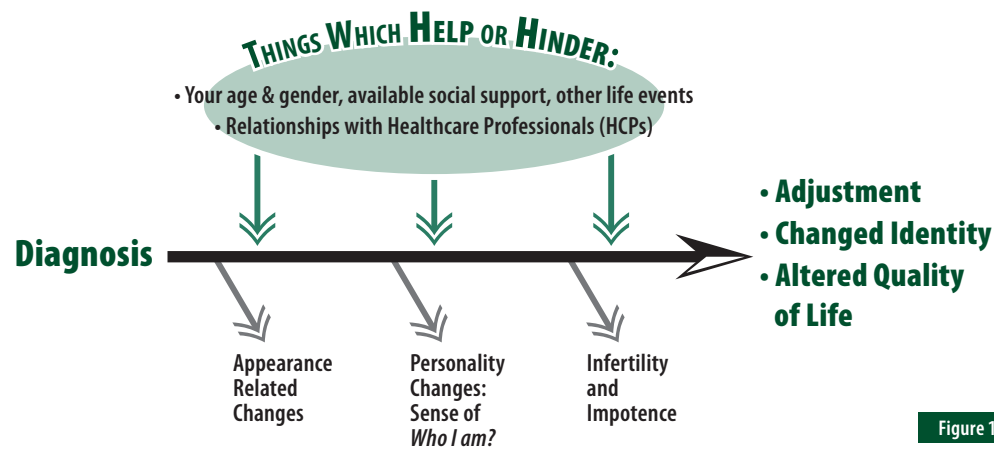 THINGS WHICH HELP OR HINDER:
• Your age & gender, available social support, other life events
• Relationships with Healthcare Professionals (HCPs)
Diagnosis
• Adjustment
• Changed Identity
• Altered Quality
of Life
Appearance
Related
Changes
Personality
Changes:
Sense of
Who I am?
Infertility
and
Impotence
Figure 1